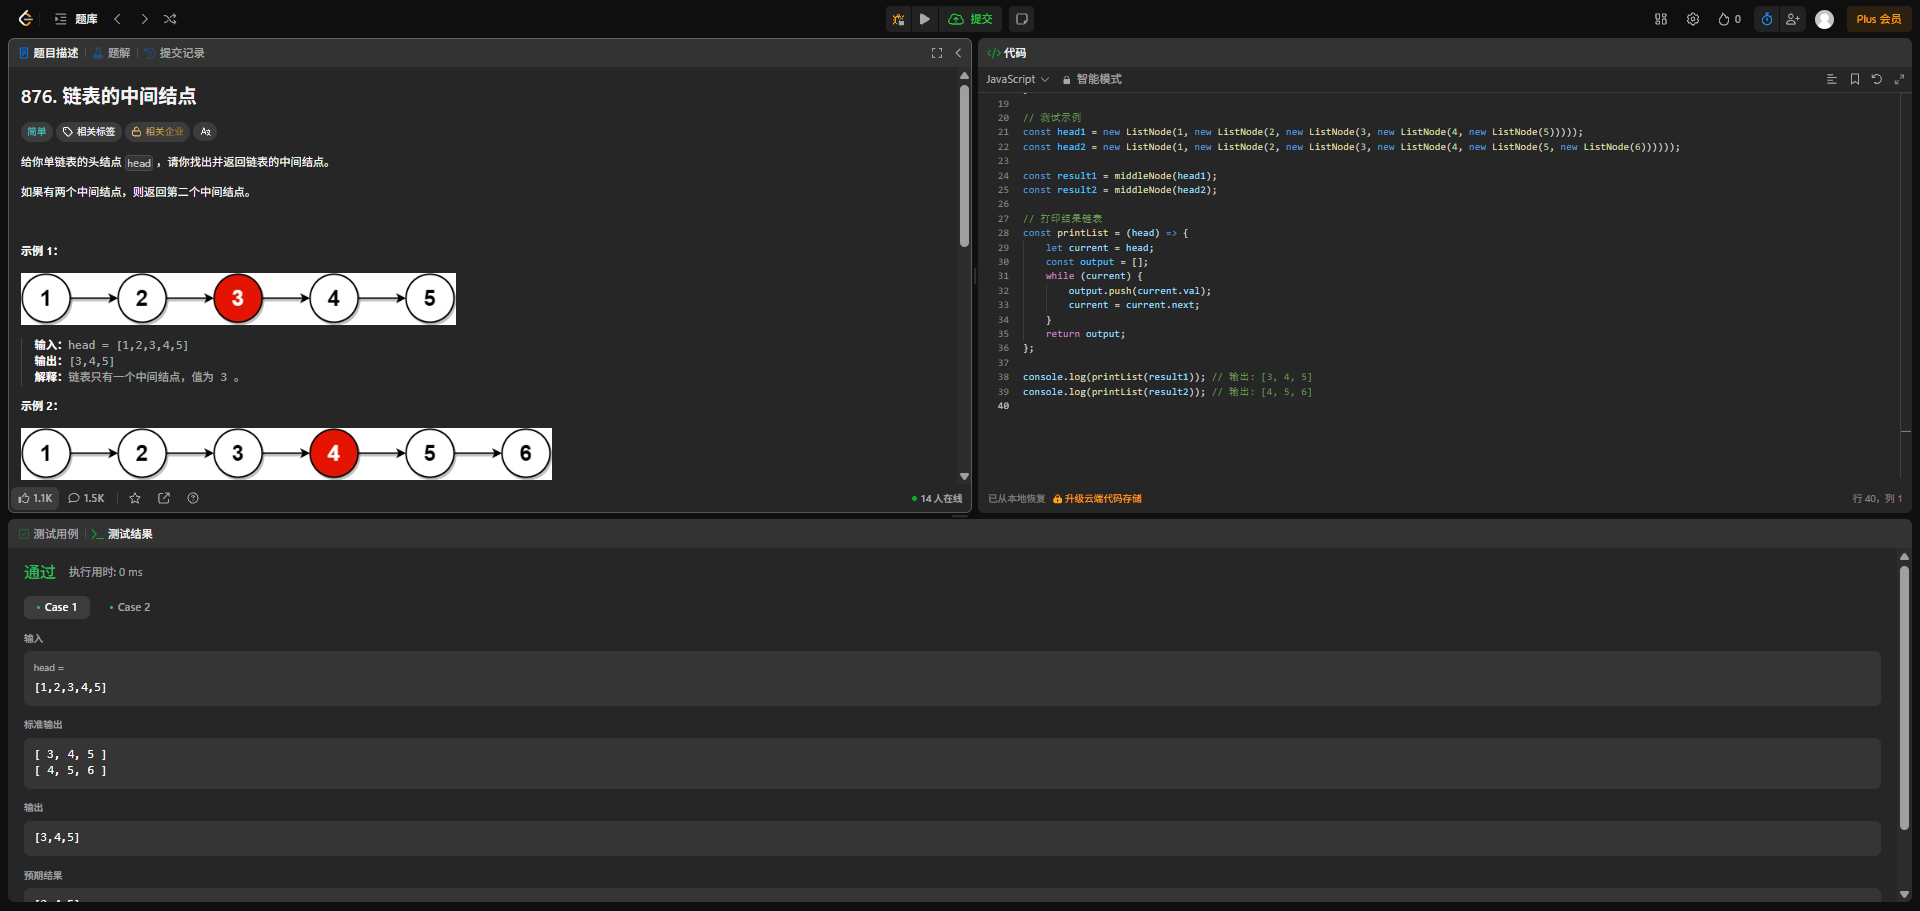 题库
提交
0
Plus 会员
题目描述
题解
提交记录
876. 链表的中间结点
简单
相关标签
相关企业
给你单链表的头结点 head ，请你找出并返回链表的中间结点。
如果有两个中间结点，则返回第二个中间结点。
示例 1：
1 2 3 4 5
输入：head = [1,2,3,4,5]
输出：[3,4,5]
解释：链表只有一个中间结点，值为 3 。
示例 2：
1 2 3 4 5 6
1.1K
1.5K
14 人在线
</> 代码
JavaScript
智能模式
19
20 // 测试示例
21 const head1 = new ListNode(1, new ListNode(2, new ListNode(3, new ListNode(4, new ListNode(5)))));
22 const head2 = new ListNode(1, new ListNode(2, new ListNode(3, new ListNode(4, new ListNode(5, new ListNode(6))))));
23
24 const result1 = middleNode(head1);
25 const result2 = middleNode(head2);
26
27 // 打印结果链表
28 const printList = (head) => {
29 let current = head;
30 const output = [];
31 while (current) {
32 output.push(current.val);
33 current = current.next;
34 }
35 return output;
36 };
37
38 console.log(printList(result1)); // 输出: [3, 4, 5]
39 console.log(printList(result2)); // 输出: [4, 5, 6]
40
已从本地恢复
升级云端代码存储
行 40，列 1
测试用例
测试结果
通过
执行用时: 0 ms
Case 1
Case 2
输入
head =
[1,2,3,4,5]
标准输出
[ 3, 4, 5 ]
[ 4, 5, 6 ]
输出
[3,4,5]
预期结果